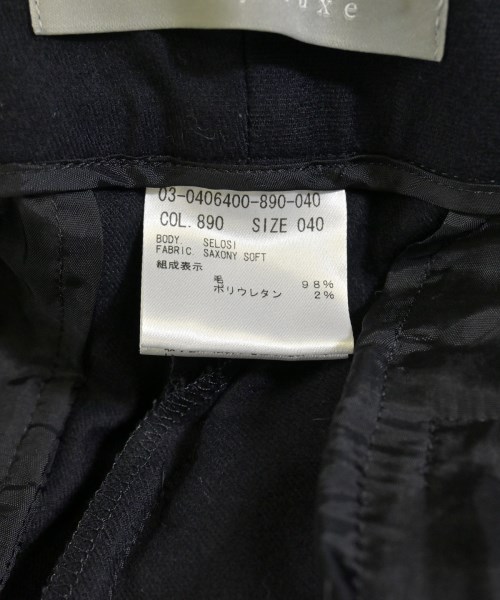 uxe
03-0406400-890-040
COL. 890 SIZE 040
BODY SELOSI
FABRIC SAXONY SOFT
組成表示
毛 98%
ポリウレタン 2%